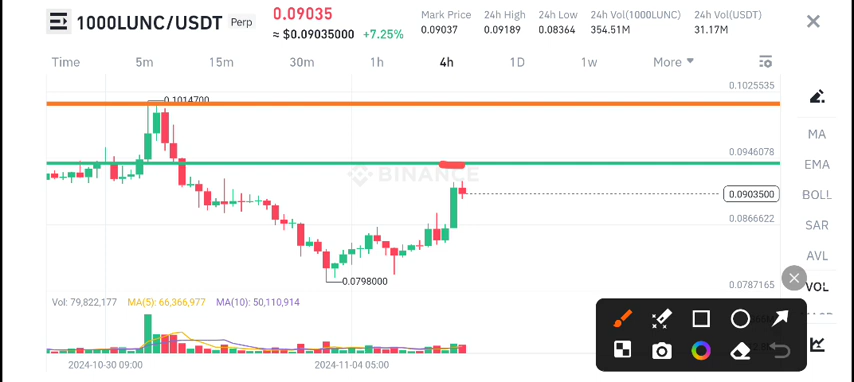 1000LUNC/USDT Perp
0.09035
≈ $0.09035000 +7.25%
Mark Price
0.09037
24h High
0.09189
24h Low
0.08364
24h Vol(1000LUNC)
354.51M
24h Vol(USDT)
31.17M
Time 5m 15m 30m 1h 4h 1D 1w More
0.1025535
0.1014700
0.0946078
BINANCE
0.0903500
0.0866622
0.0798000
0.0787165
MA
EMA
BOLL
SAR
AVL
VOL
Vol: 79,822,177 MA(5): 66,366,977 MA(10): 50,110,914
2024-10-30 09:00 2024-11-04 05:00